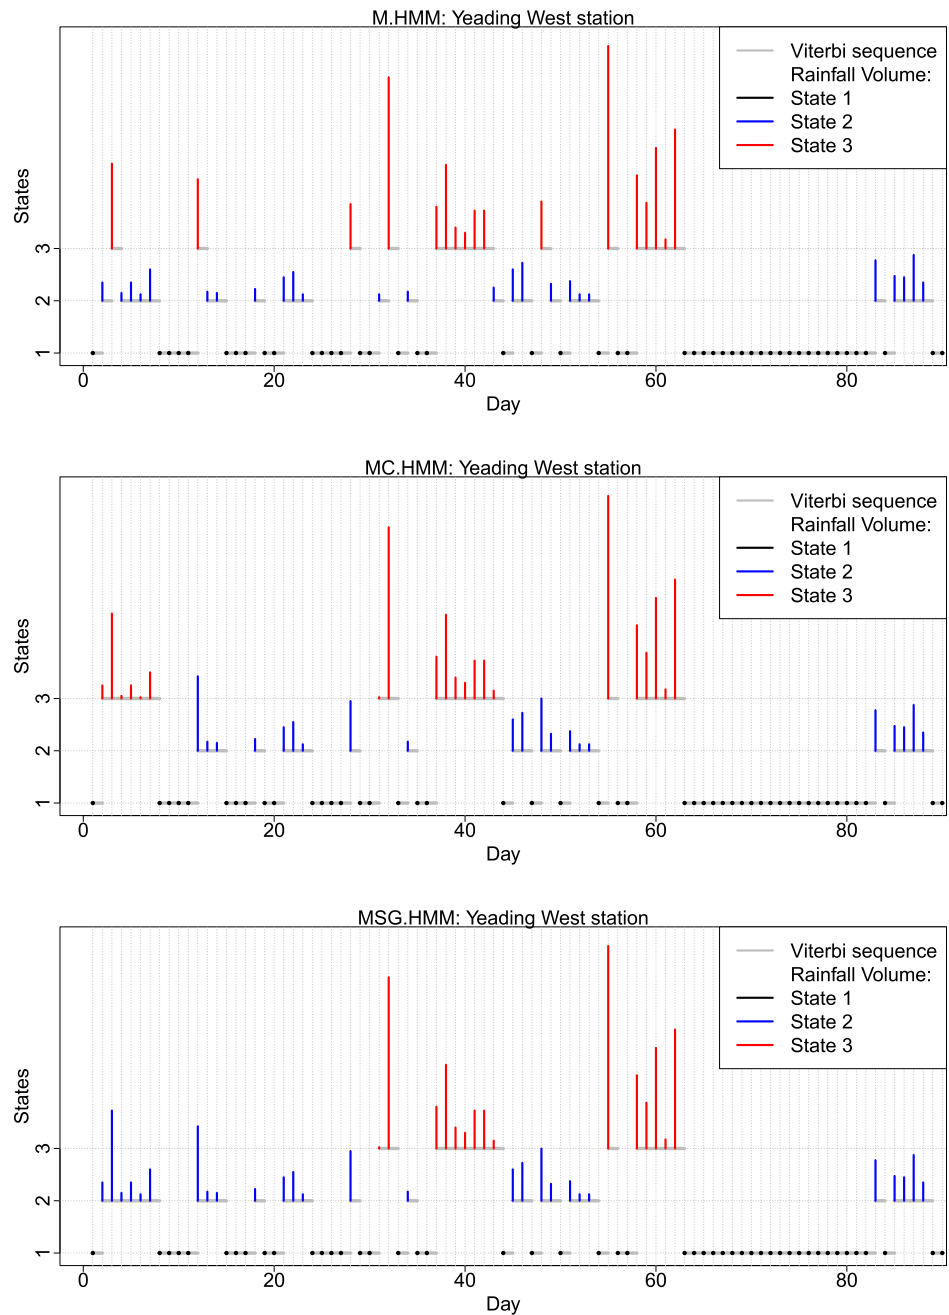 M.HMM: Yeading West station
Viterbi sequence
Rainfall Volume:
State 1
State 2
State 3
States
3
2
1
0 20 40 60 80
Day
MC.HMM: Yeading West station
Viterbi sequence
Rainfall Volume:
State 1
State 2
State 3
States
3
2
1
0 20 40 60 80
Day
MSG.HMM: Yeading West station
Viterbi sequence
Rainfall Volume:
State 1
State 2
State 3
States
3
2
1
0 20 40 60 80
Day